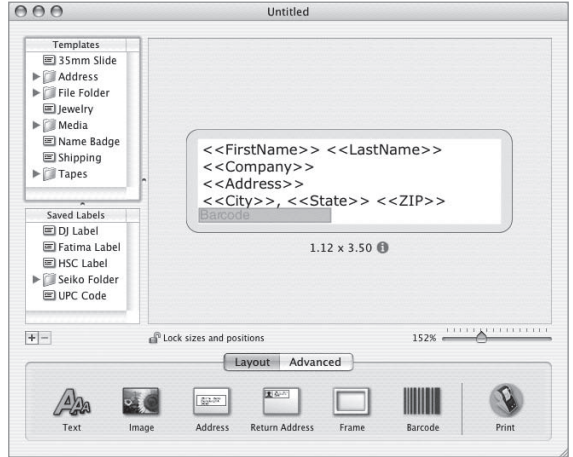 Untitled
Templates
35mm Slide
Address
File Folder
Jewelry
Media
Name Badge
Shipping
Tapes
Saved Labels
DJ Label
Fatima Label
HSC Label
Seiko Folder
UPC Code
<<FirstName>> <<LastName>>
<<Company>>
<<Address>>
<<City>>, <<State>> <<ZIP>>
Barcode
1.12 x 3.50
Lock sizes and positions
152%
Layout Advanced
Text Image Address Return Address Frame Barcode Print